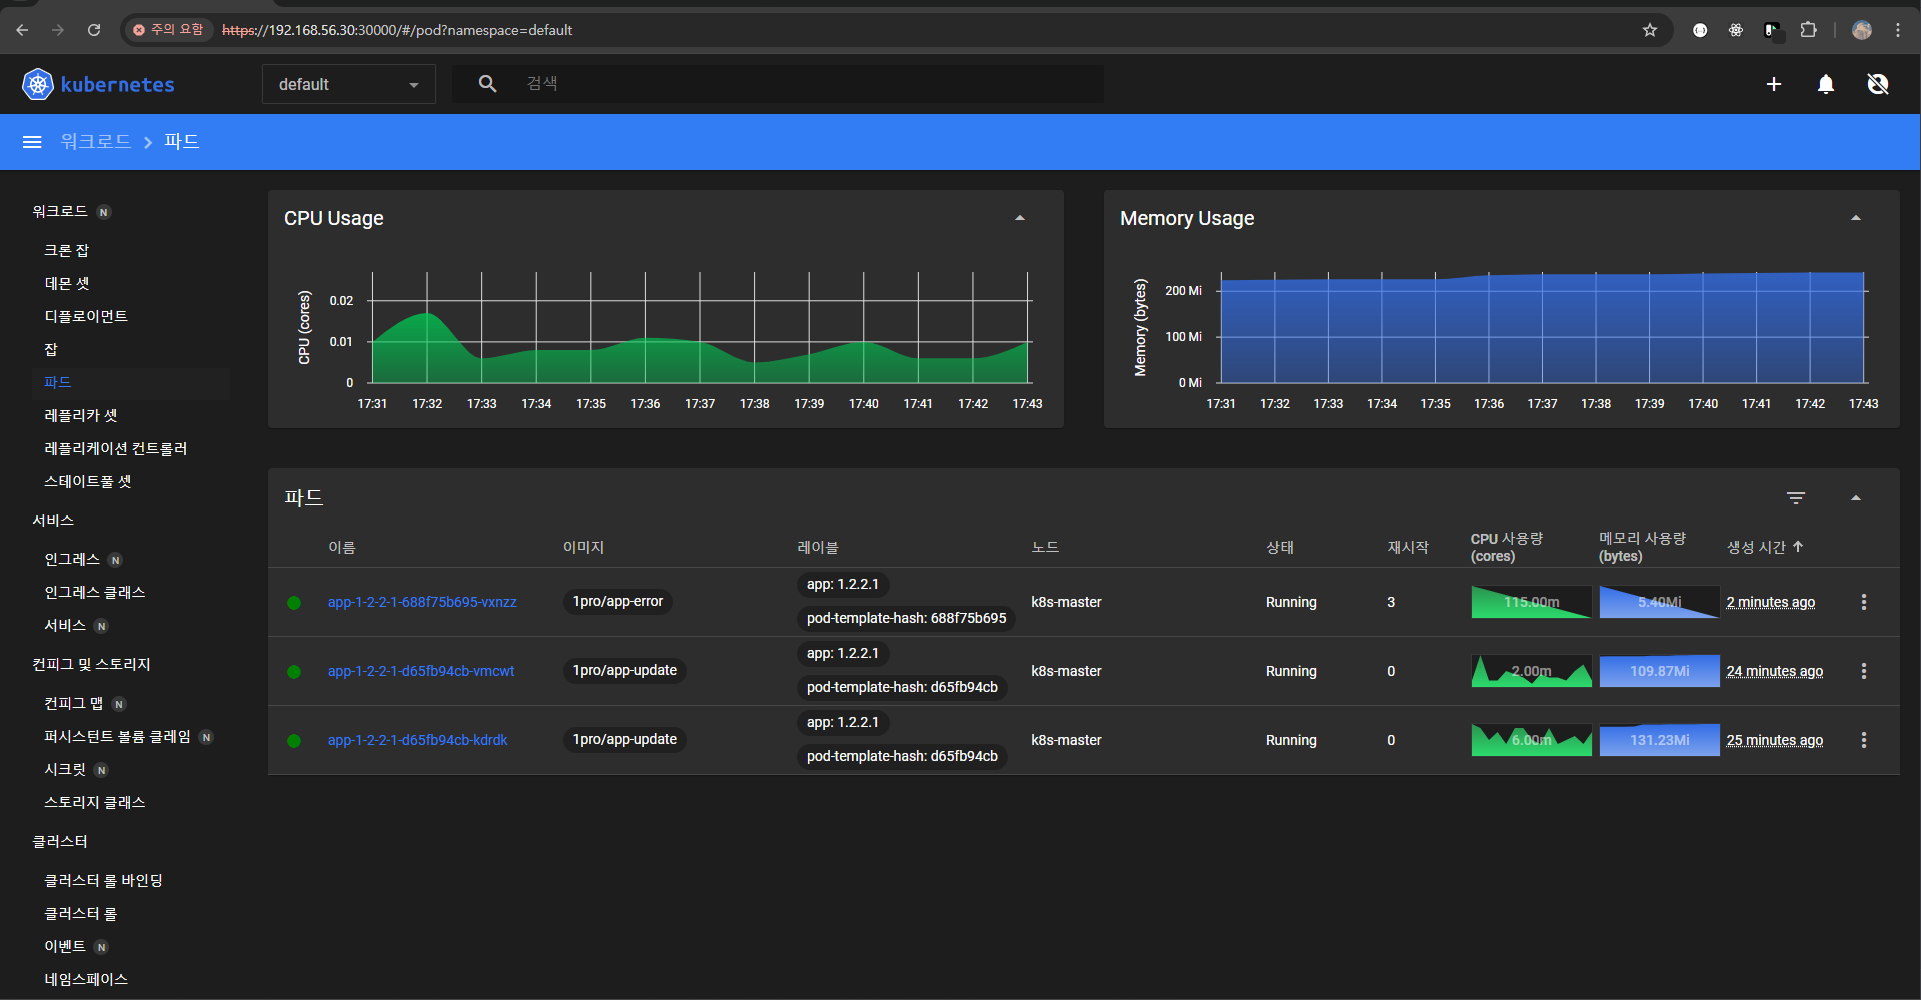 주의 요함
https://192.168.56.30:30000/#/pod?namespace=default
kubernetes
default
검색
워크로드 파드
워크로드 N
크론 잡
데몬 셋
디플로이먼트
잡
파드
레플리카 셋
레플리케이션 컨트롤러
스테이트풀 셋
서비스
인그레스 N
인그레스 클래스
서비스 N
컨피그 및 스토리지
컨피그 맵 N
퍼시스턴트 볼륨 클레임 N
시크릿 N
스토리지 클래스
클러스터
클러스터 롤 바인딩
클러스터 롤
이벤트 N
네임스페이스
CPU Usage
CPU (cores)
0.02
0.01
0
17:31 17:32 17:33 17:34 17:35 17:36 17:37 17:38 17:39 17:40 17:41 17:42 17:43
Memory Usage
Memory (bytes)
200 Mi
100 Mi
0 Mi
17:31 17:32 17:33 17:34 17:35 17:36 17:37 17:38 17:39 17:40 17:41 17:42 17:43
파드
이름 이미지 레이블 노드 상태 재시작 CPU 사용량 (cores) 메모리 사용량 (bytes) 생성 시간
app-1-2-2-1-688f75b695-vxnzz 1pro/app-error app: 1.2.2.1 k8s-master Running 3 115.00m 5.40Mi 2 minutes ago
pod-template-hash: 688f75b695
app-1-2-2-1-d65fb94cb-vmcwt 1pro/app-update app: 1.2.2.1 k8s-master Running 0 2.00m 109.87Mi 24 minutes ago
pod-template-hash: d65fb94cb
app-1-2-2-1-d65fb94cb-kdrdk 1pro/app-update app: 1.2.2.1 k8s-master Running 0 6.00m 131.23Mi 25 minutes ago
pod-template-hash: d65fb94cb